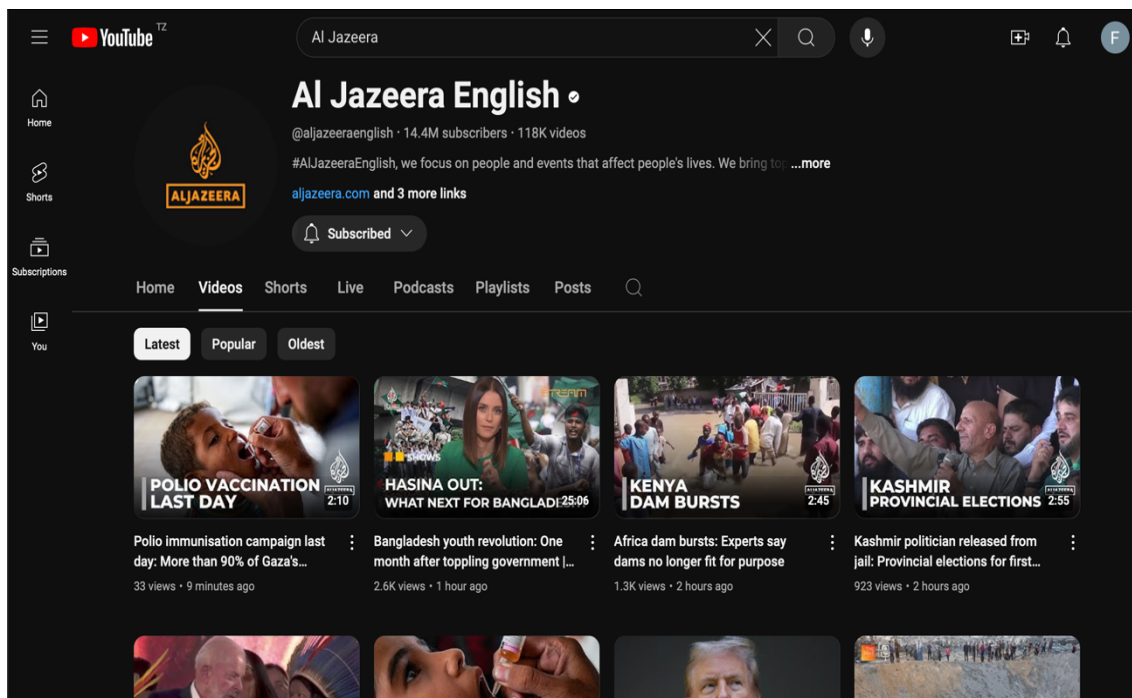 YouTube TZ
Al Jazeera
F
Home
Shorts
Subscriptions
You
ALJAZEERA
Al Jazeera English
@aljazeeraenglish · 14.4M subscribers · 118K videos
#AlJazeeraEnglish, we focus on people and events that affect people's lives. We bring top ...more
aljazeera.com and 3 more links
Subscribed
Home Videos Shorts Live Podcasts Playlists Posts
Latest Popular Oldest
POLIO VACCINATION
LAST DAY
ALJAZEERA
2:10
Polio immunisation campaign last
day: More than 90% of Gaza's...
33 views • 9 minutes ago
STREAM
SHOWS
HASINA OUT:
WHAT NEXT FOR BANGLADE
25:06
Bangladesh youth revolution: One
month after toppling government |...
2.6K views • 1 hour ago
KENYA
DAM BURSTS
ALJAZEERA
2:45
Africa dam bursts: Experts say
dams no longer fit for purpose
1.3K views • 2 hours ago
KASHMIR
PROVINCIAL ELECTIONS
ALJAZEERA
2:55
Kashmir politician released from
jail: Provincial elections for first...
923 views • 2 hours ago